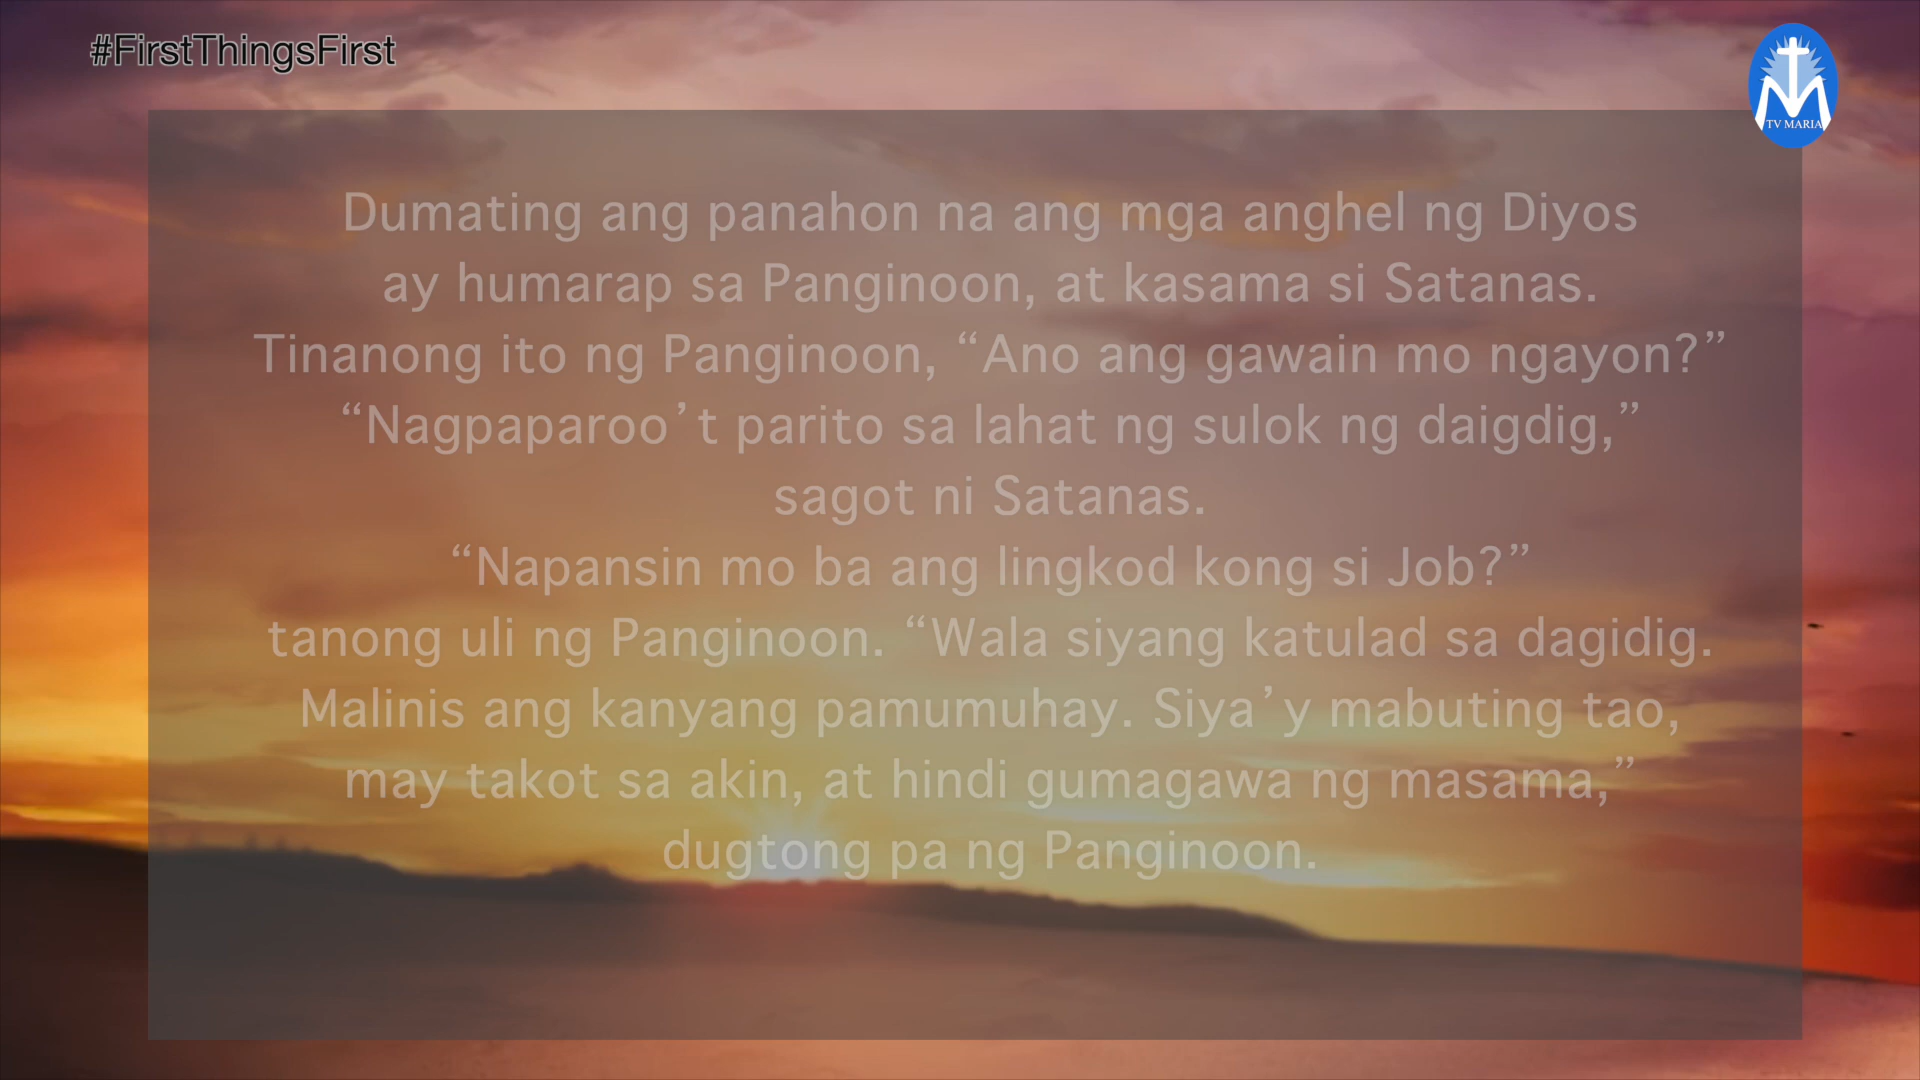 #FirstThingsFirst
TV MARIA
Dumating ang panahon na ang mga anghel ng Diyos
ay humarap sa Panginoon, at kasama si Satanas.
Tinanong ito ng Panginoon, “Ano ang gawain mo ngayon?”
“Nagpaparoo’t parito sa lahat ng sulok ng daigdig,”
sagot ni Satanas.
“Napansin mo ba ang lingkod kong si Job?”
tanong uli ng Panginoon. “Wala siyang katulad sa dagidig.
Malinis ang kanyang pamumuhay. Siya’y mabuting tao,
may takot sa akin, at hindi gumagawa ng masama,”
dugtong pa ng Panginoon.